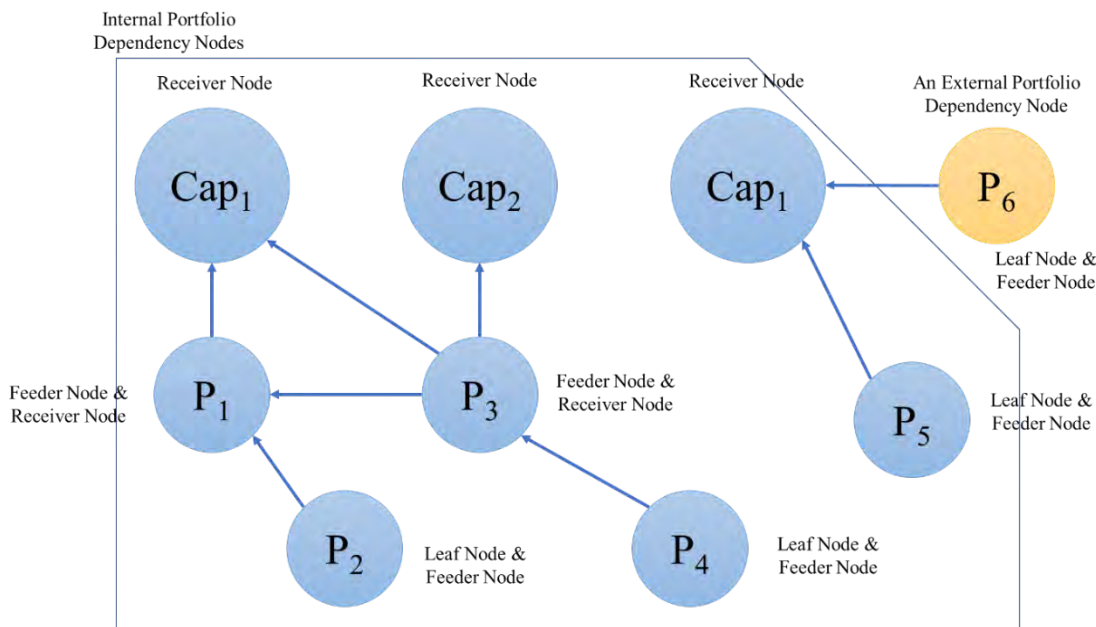 Internal Portfolio
Dependency Nodes
Receiver Node
Receiver Node
Receiver Node
An External Portfolio
Dependency Node
Cap₁
Cap₂
Cap₁
P₆
Leaf Node &
Feeder Node
Feeder Node &
Receiver Node
P₁
P₃
Feeder Node &
Receiver Node
P₅
Leaf Node &
Feeder Node
P₂
Leaf Node &
Feeder Node
P₄
Leaf Node &
Feeder Node